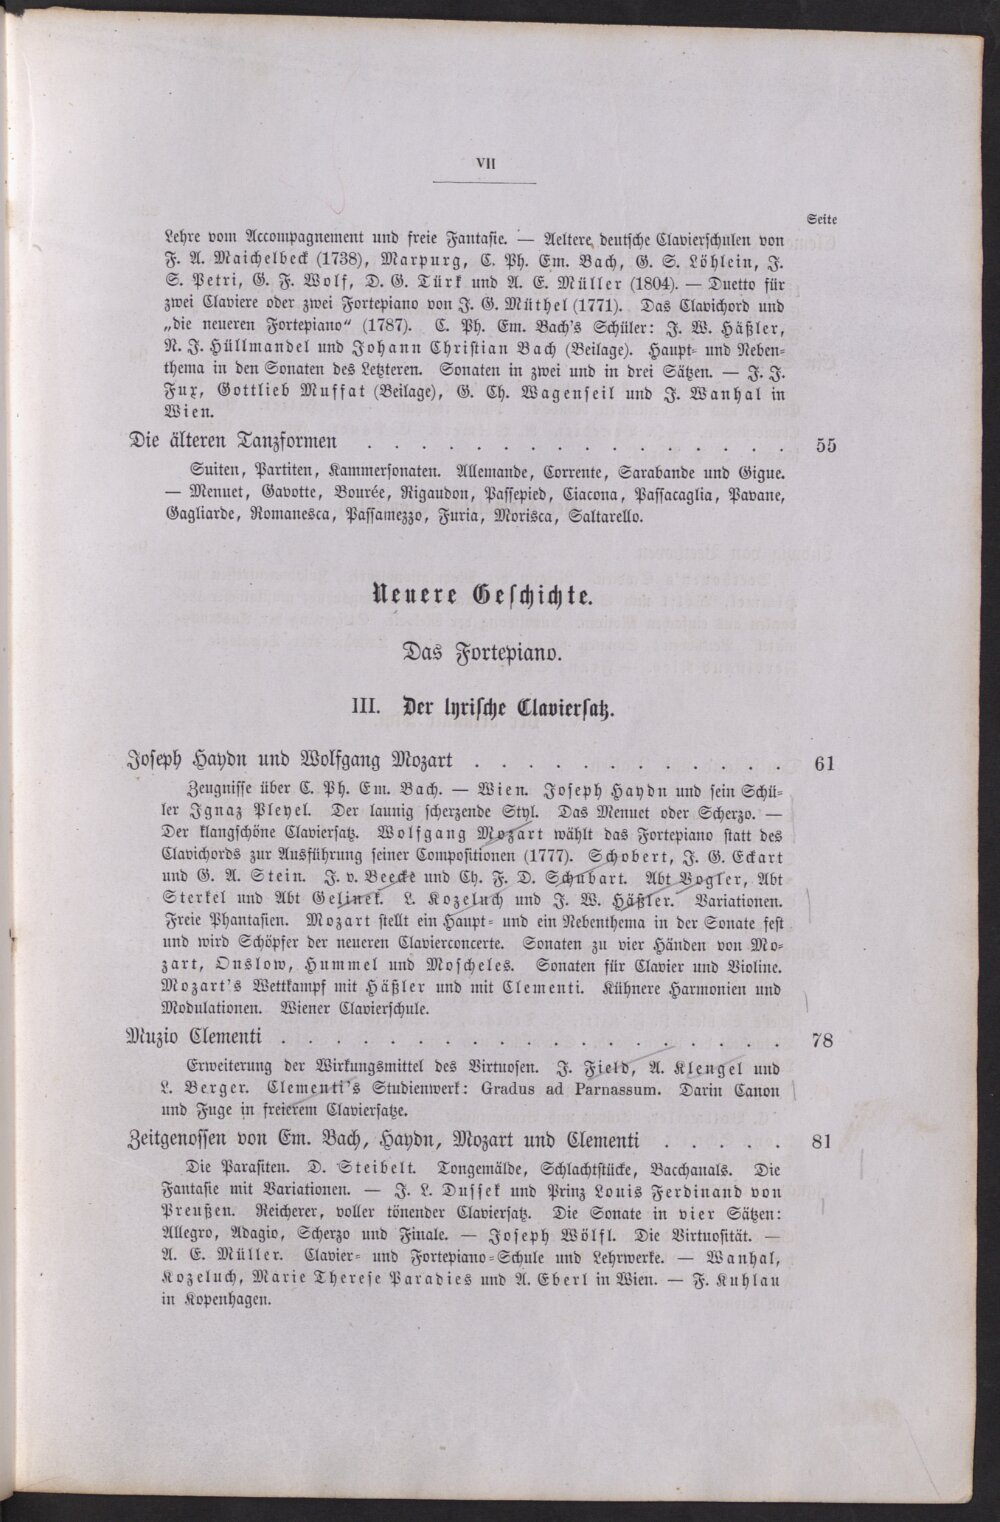 VII
Seite
Lehre vom Accompagnement und freie Fantasie. — Aeltere deutsche Clavierschulen von
F. A. Maichelbeck (1738), Marpurg, C. Ph. Em. Bach, G. S. Löhlein, J.
S. Petri, G. F. Wolf, D. G. Türk und A. E. Müller (1804). — Duetto für
zwei Claviere oder zwei Fortepiano von J. G. Müthel (1771). Das Clavichord und
„die neueren Fortepiano“ (1787). C. Ph. Em. Bach's Schüler: J. W. Häßler,
N. J. Hüllmandel und Johann Christian Bach (Beilage). Haupt- und Neben-
thema in den Sonaten des Letzteren. Sonaten in zwei und in drei Sätzen. — J. J.
Fux, Gottlieb Muffat (Beilage), G. Ch. Wagenseil und J. Wanhal in
Wien.
Die älteren Tanzformen . . . . . . . . . . . . . . . . 55
Suiten, Partiten, Kammersonaten. Allemande, Corrente, Sarabande und Gigue.
— Menuet, Gavotte, Bourée, Rigaudon, Passepied, Ciacona, Passacaglia, Pavane,
Gagliarde, Romanesca, Passamezzo, Furia, Morisca, Saltarello.
Neuere Geschichte.
Das Fortepiano.
III. Der lyrische Claviersatz.
Joseph Haydn und Wolfgang Mozart . . . . . . . . . . . . 61
Zeugnisse über C. Ph. Em. Bach. — Wien. Joseph Haydn und sein Schü-
ler Ignaz Pleyel. Der launig scherzende Styl. Das Menuet oder Scherzo. —
Der klangschöne Claviersatz. Wolfgang Mozart wählt das Fortepiano statt des
Clavichords zur Ausführung seiner Compositionen (1777). Schobert, J. G. Eckart
und G. A. Stein. J. v. Beecke und Ch. F. D. Schubart. Abt Vogler, Abt
Sterkel und Abt Gelinek. L. Kozeluch und J. W. Häßler. Variationen.
Freie Phantasien. Mozart stellt ein Haupt- und ein Nebenthema in der Sonate fest
und wird Schöpfer der neueren Clavierconcerte. Sonaten zu vier Händen von Mo-
zart, Onslow, Hummel und Moscheles. Sonaten für Clavier und Violine.
Mozart's Wettkampf mit Häßler und mit Clementi. Kühnere Harmonien und
Modulationen. Wiener Clavierschule.
Muzio Clementi . . . . . . . . . . . . . . . . . . . 78
Erweiterung der Wirkungsmittel des Virtuosen. J. Field, A. Klengel und
L. Berger. Clementi's Studienwerk: Gradus ad Parnassum. Darin Canon
und Fuge in freierem Claviersatze.
Zeitgenossen von Em. Bach, Haydn, Mozart und Clementi . . . . . 81
Die Parasiten. D. Steibelt. Tongemälde, Schlachtstücke, Bacchanals. Die
Fantasie mit Variationen. — J. L. Dussek und Prinz Louis Ferdinand von
Preußen. Reicherer, voller tönender Claviersatz. Die Sonate in vier Sätzen:
Allegro, Adagio, Scherzo und Finale. — Joseph Wölfl. Die Virtuosität. —
A. E. Müller. Clavier- und Fortepiano-Schule und Lehrwerke. — Wanhal,
Kozeluch, Marie Therese Paradies und A. Eberl in Wien. — F. Kuhlau
in Kopenhagen.